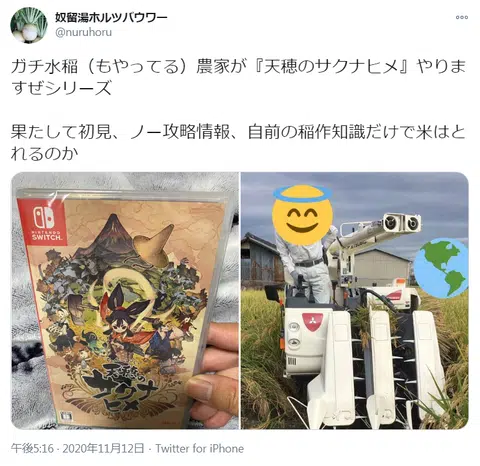 奴留湯ホルツバウワー
@nuruhoru
ガチ水稲（もやってる）農家が『天穂のサクナヒメ』やりま
すぜシリーズ
果たして初見、ノー攻略情報、自前の稲作知識だけで米はと
れるのか
NINTENDO
SWITCH
天穂の
サクナ
ヒメ
午後5:16 · 2020年11月12日 · Twitter for iPhone